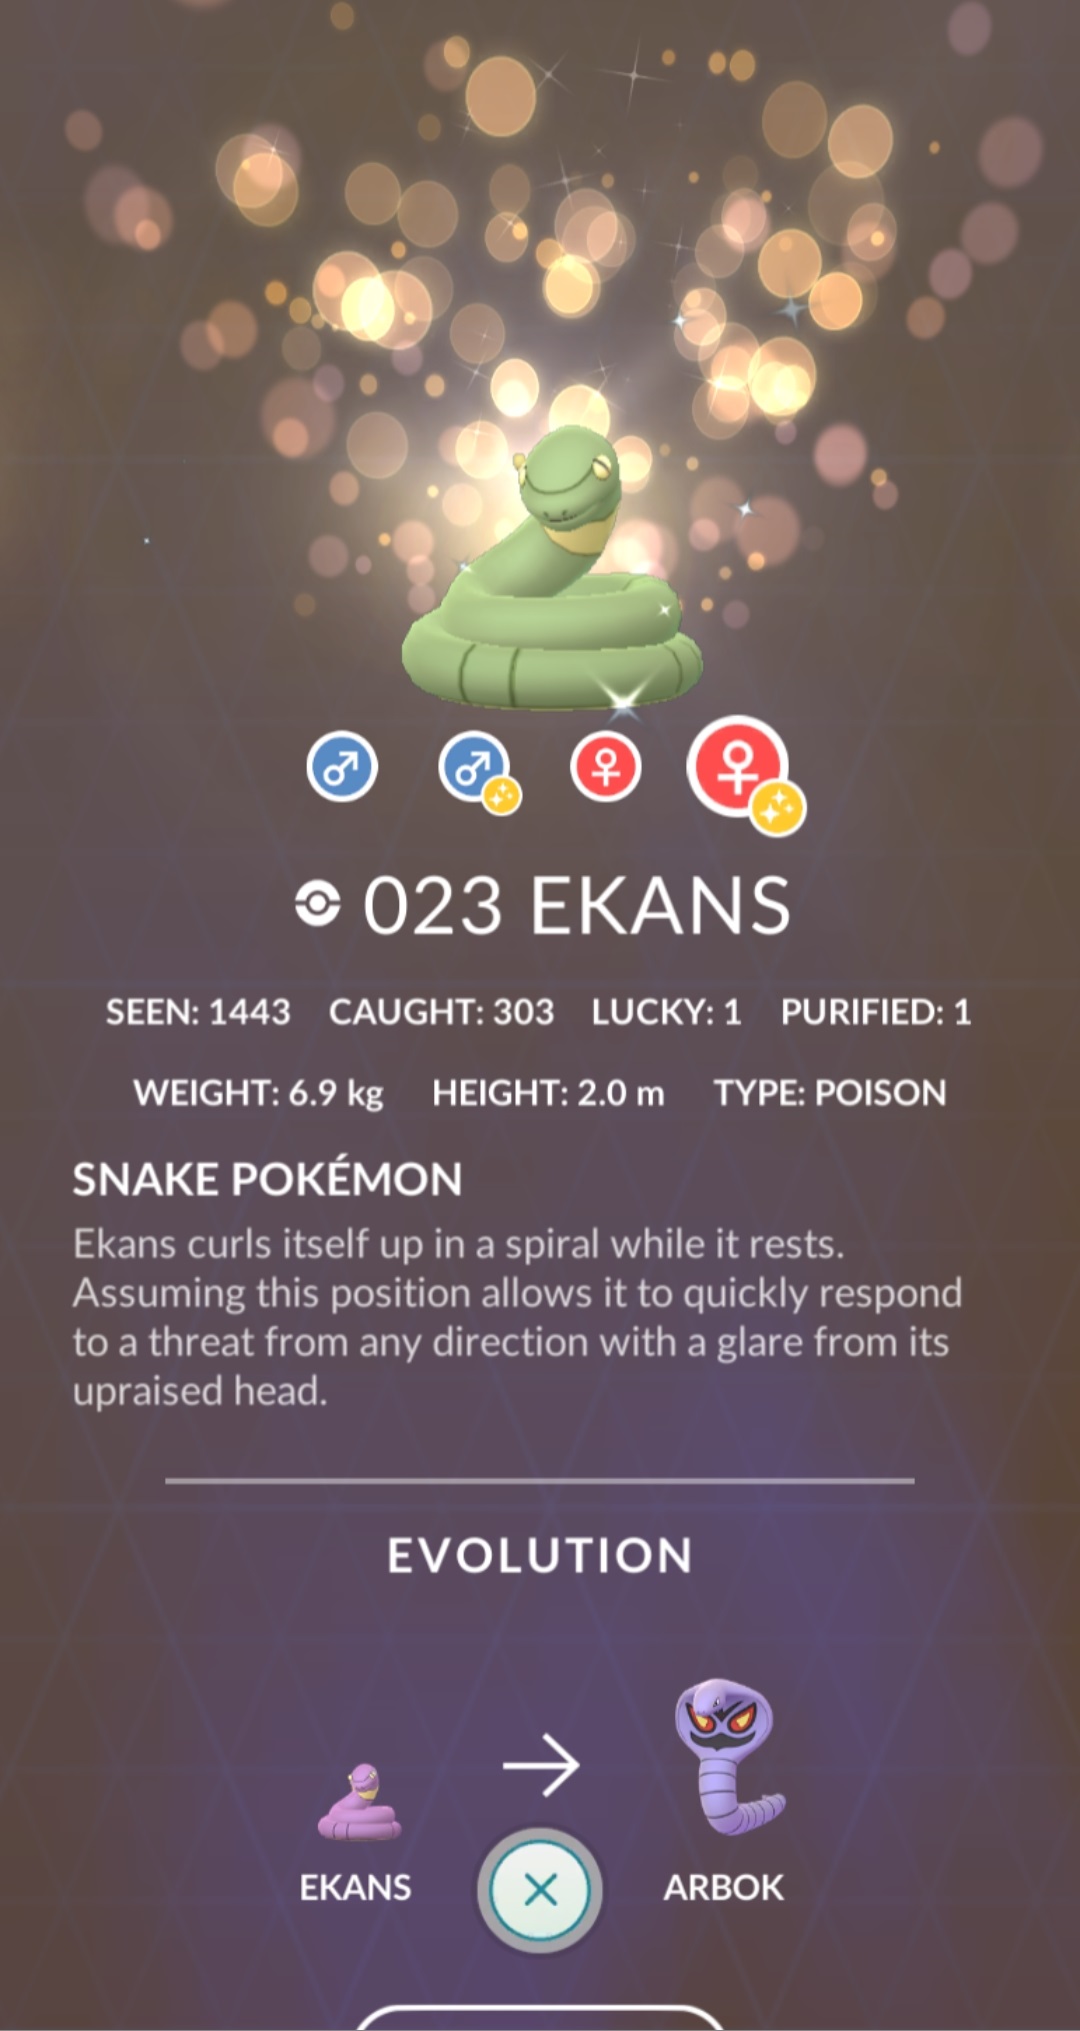 023 EKANS
SEEN: 1443 CAUGHT: 303 LUCKY: 1 PURIFIED: 1
WEIGHT: 6.9 kg HEIGHT: 2.0 m TYPE: POISON
SNAKE POKÉMON
Ekans curls itself up in a spiral while it rests.
Assuming this position allows it to quickly respond
to a threat from any direction with a glare from its
upraised head.
EVOLUTION
EKANS ARBOK